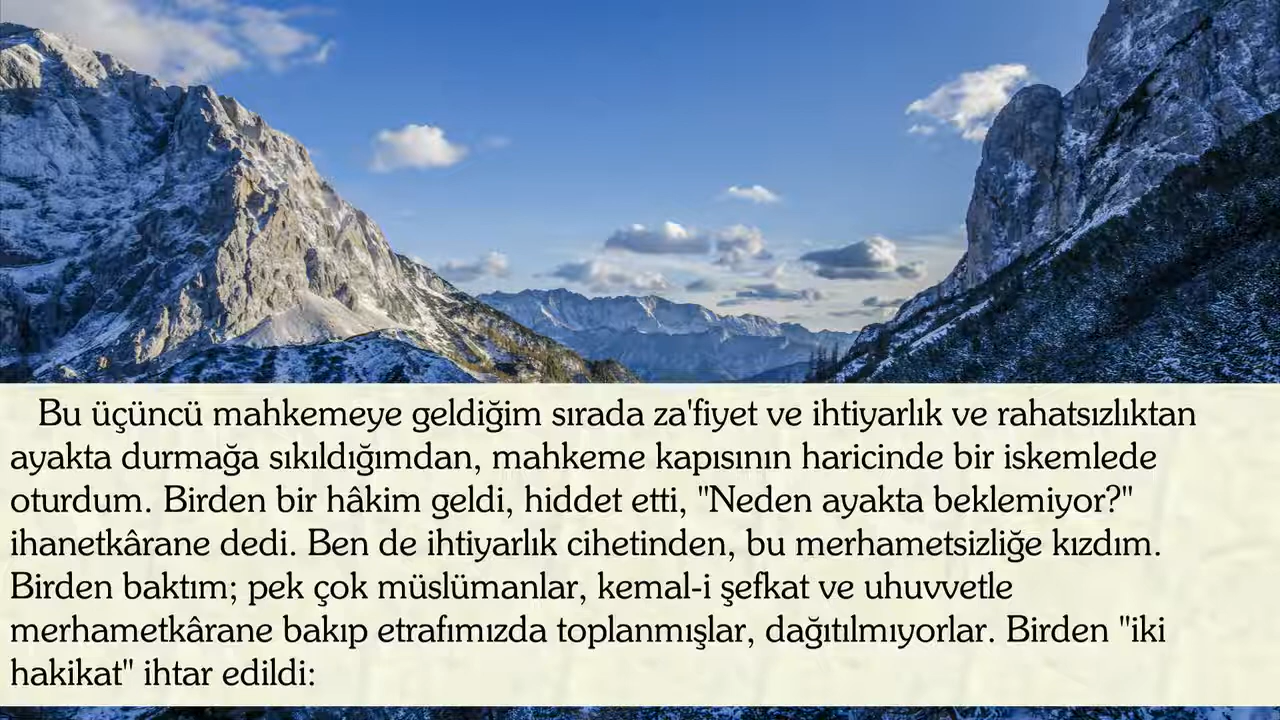 Bu üçüncü mahkemeye geldiğim sırada za'fiyet ve ihtiyarlık ve rahatsızlıktan
ayakta durmağa sıkıldığımdan, mahkeme kapısının haricinde bir iskemlede
oturdum. Birden bir hâkim geldi, hiddet etti, "Neden ayakta beklemiyor?"
ihanetkârane dedi. Ben de ihtiyarlık cihetinden, bu merhametsizliğe kızdım.
Birden baktım; pek çok müslümanlar, kemal-i şefkat ve uhuvvetle
merhametkârane bakıp etrafımızda toplanmışlar, dağıtılmıyorlar. Birden "iki
hakikat" ihtar edildi: